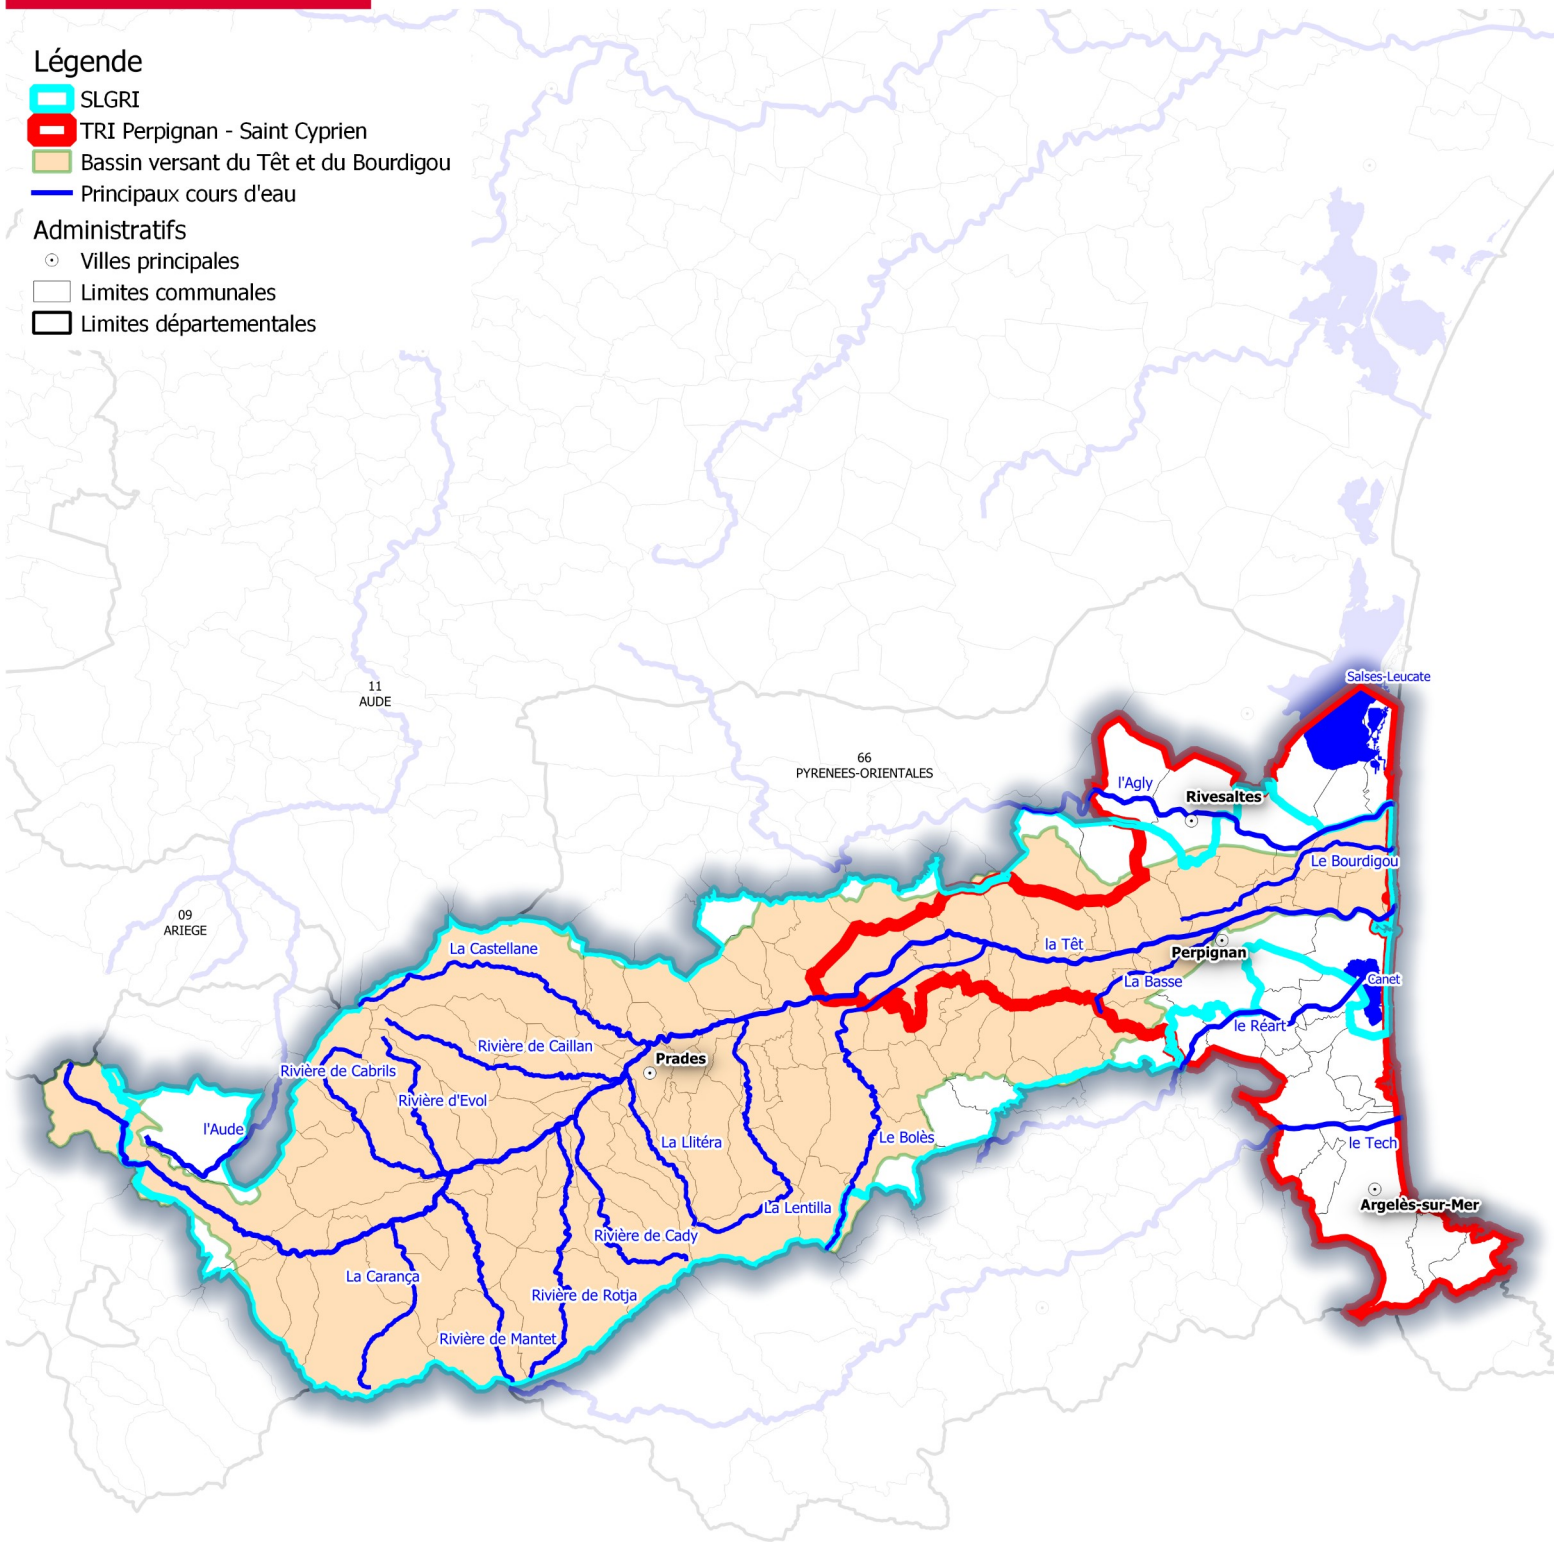 Légende
SLGRI
TRI Perpignan - Saint Cyprien
Bassin versant du Têt et du Bourdigou
Principaux cours d'eau
Administratifs
Villes principales
Limites communales
Limites départementales
Salses-Leucate
11
AUDE
66
PYRENEES-ORIENTALES
l'Agly
Rivesaltes
Le Bourdigou
09
ARIEGE
La Castellane
la Têt
Perpignan
La Basse
Canet
le Réart
Rivière de Caillan
Prades
Rivière de Cabrils
Rivière d'Evol
l'Aude
La Llitéra
Le Bolès
le Tech
La Lentilla
Argelès-sur-Mer
Rivière de Cady
La Carança
Rivière de Rotja
Rivière de Mantet